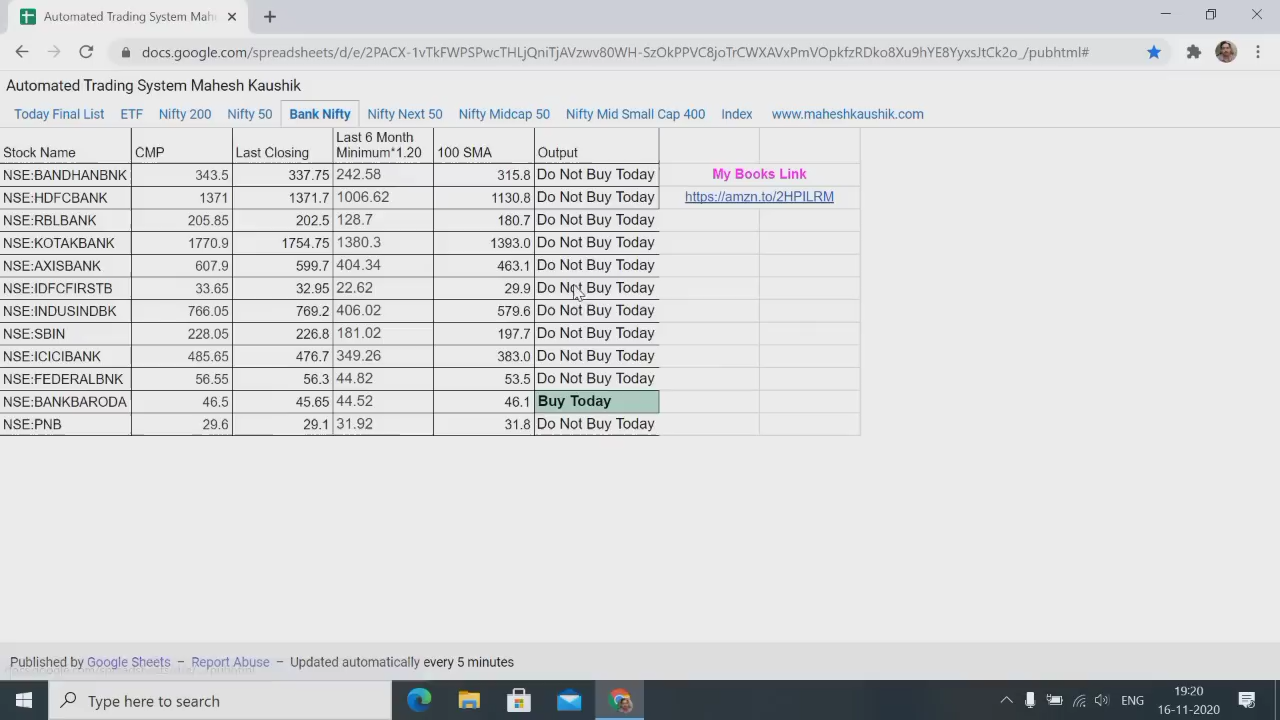 Automated Trading System Mah
docs.google.com/spreadsheets/d/e/2PACX-1vTkFWPSPwcTHLjQniTjAVzwv80WH-SzOkPPVC8joTrCWXAVxPmVOpkfzRDko8Xu9hYE8YyxsJtCk2o_/pubhtml#
Automated Trading System Mahesh Kaushik
Today Final List ETF Nifty 200 Nifty 50 Bank Nifty Nifty Next 50 Nifty Midcap 50 Nifty Mid Small Cap 400 Index www.maheshkaushik.com
Stock Name CMP Last Closing Last 6 Month Minimum*1.20 100 SMA Output
NSE:BANDHANBNK 343.5 337.75 242.58 315.8 Do Not Buy Today My Books Link
NSE:HDFCBANK 1371 1371.7 1006.62 1130.8 Do Not Buy Today https://amzn.to/2HPILRM
NSE:RBLBANK 205.85 202.5 128.7 180.7 Do Not Buy Today
NSE:KOTAKBANK 1770.9 1754.75 1380.3 1393.0 Do Not Buy Today
NSE:AXISBANK 607.9 599.7 404.34 463.1 Do Not Buy Today
NSE:IDFCFIRSTB 33.65 32.95 22.62 29.9 Do Not Buy Today
NSE:INDUSINDBK 766.05 769.2 406.02 579.6 Do Not Buy Today
NSE:SBIN 228.05 226.8 181.02 197.7 Do Not Buy Today
NSE:ICICIBANK 485.65 476.7 349.26 383.0 Do Not Buy Today
NSE:FEDERALBNK 56.55 56.3 44.82 53.5 Do Not Buy Today
NSE:BANKBARODA 46.5 45.65 44.52 46.1 Buy Today
NSE:PNB 29.6 29.1 31.92 31.8 Do Not Buy Today
Published by Google Sheets – Report Abuse – Updated automatically every 5 minutes
Type here to search ENG 19:20
16-11-2020